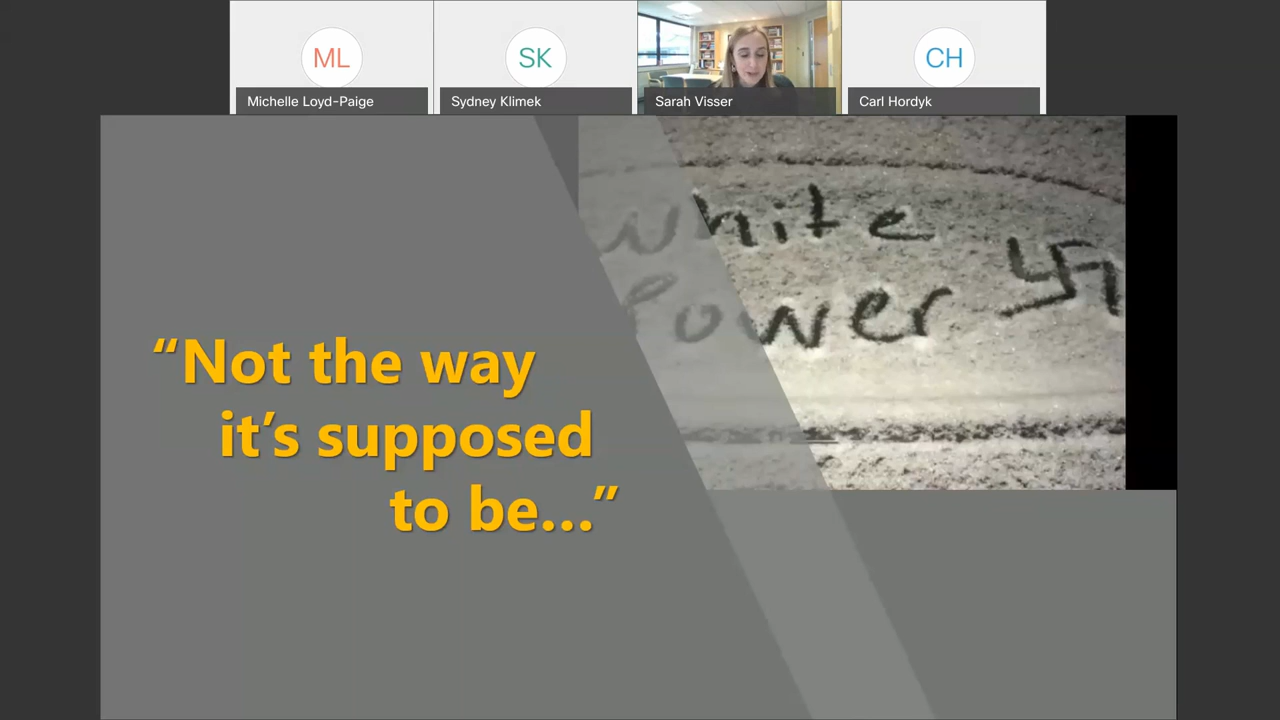 ML
SK
CH
Michelle Loyd-Paige
Sydney Klimek
Sarah Visser
Carl Hordyk
White
Power
“Not the way
it’s supposed
to be...”